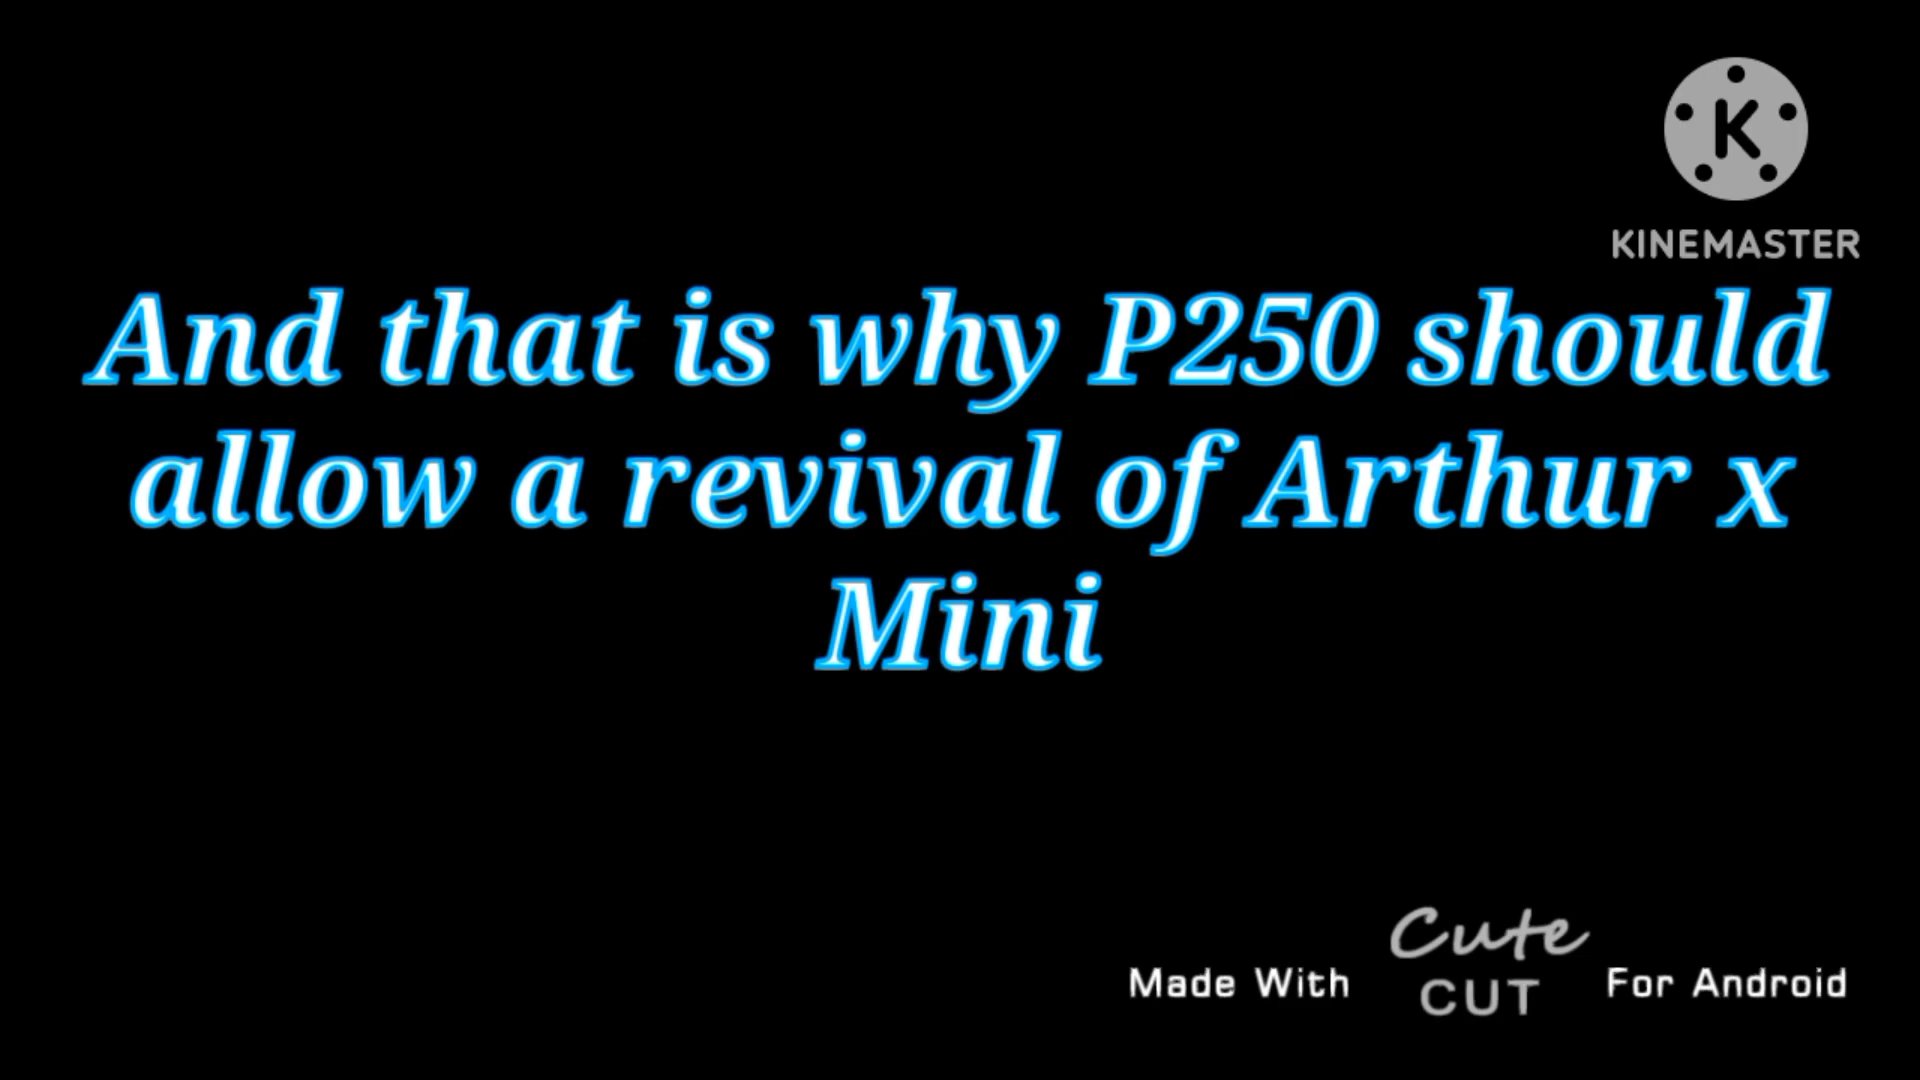 K
KINEMASTER
And that is why P250 should
allow a revival of Arthur x
Mini
Cute
Made With CUT For Android